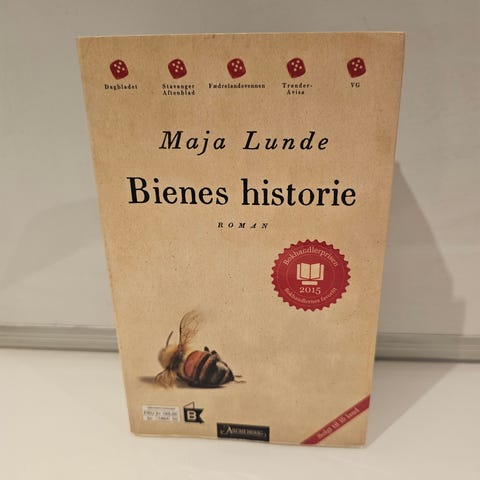 Dagbladet
Stavanger
Aftenblad
Fædrelandsvennen
Trønder-
Avisa
VG
Maja Lunde
Bienes historie
ROMAN
Bokhandlerprisen
2015
Bokhandlernes favoritt
B
ASCHEHOUG
Solgt til 15 land